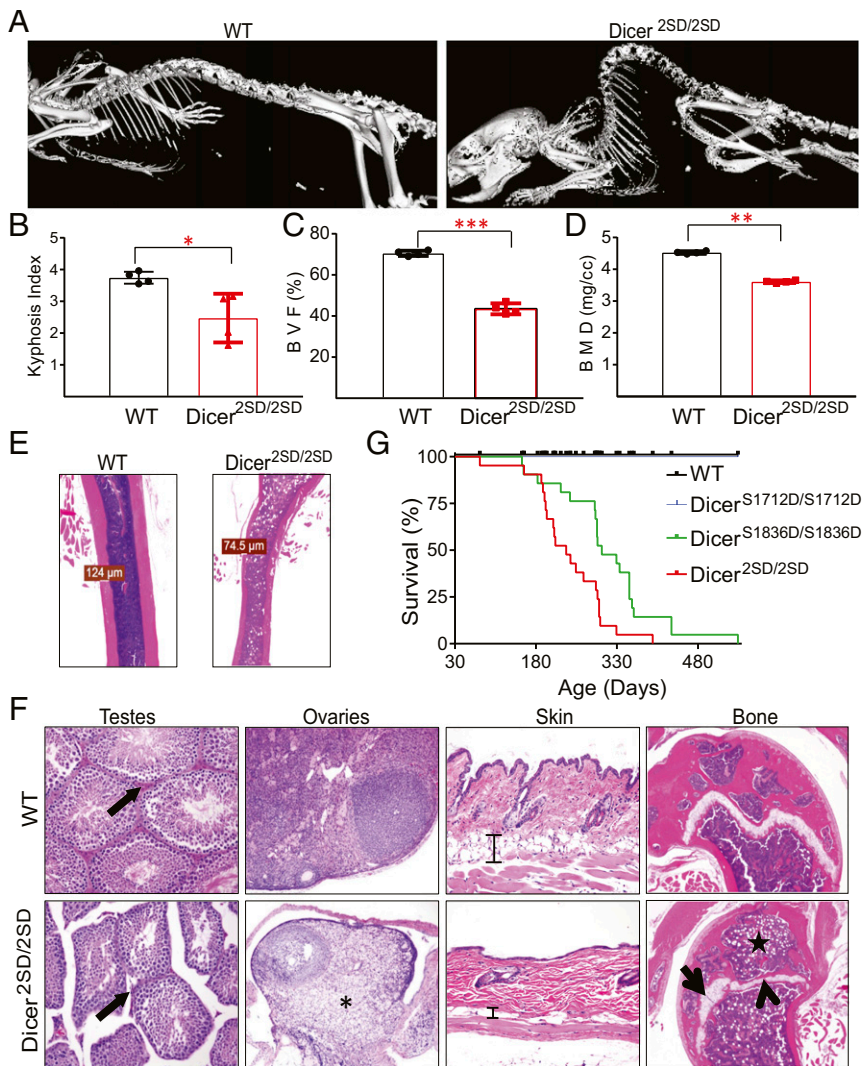 A
WT
Dicer 2SD/2SD
B
Kyphosis Index
5
4
3
2
1
*
WT
Dicer2SD/2SD
C
B V F (%)
80
60
40
20
***
WT
Dicer2SD/2SD
D
B M D (mg/cc)
5
4
3
2
1
**
WT
Dicer2SD/2SD
E
WT
Dicer2SD/2SD
124 µm
74.5 µm
G
Survival (%)
100
75
50
25
0
30 180 330 480
Age (Days)
WT
DicerS1712D/S1712D
DicerS1836D/S1836D
Dicer2SD/2SD
F
Testes Ovaries Skin Bone
WT
Dicer 2SD/2SD
*